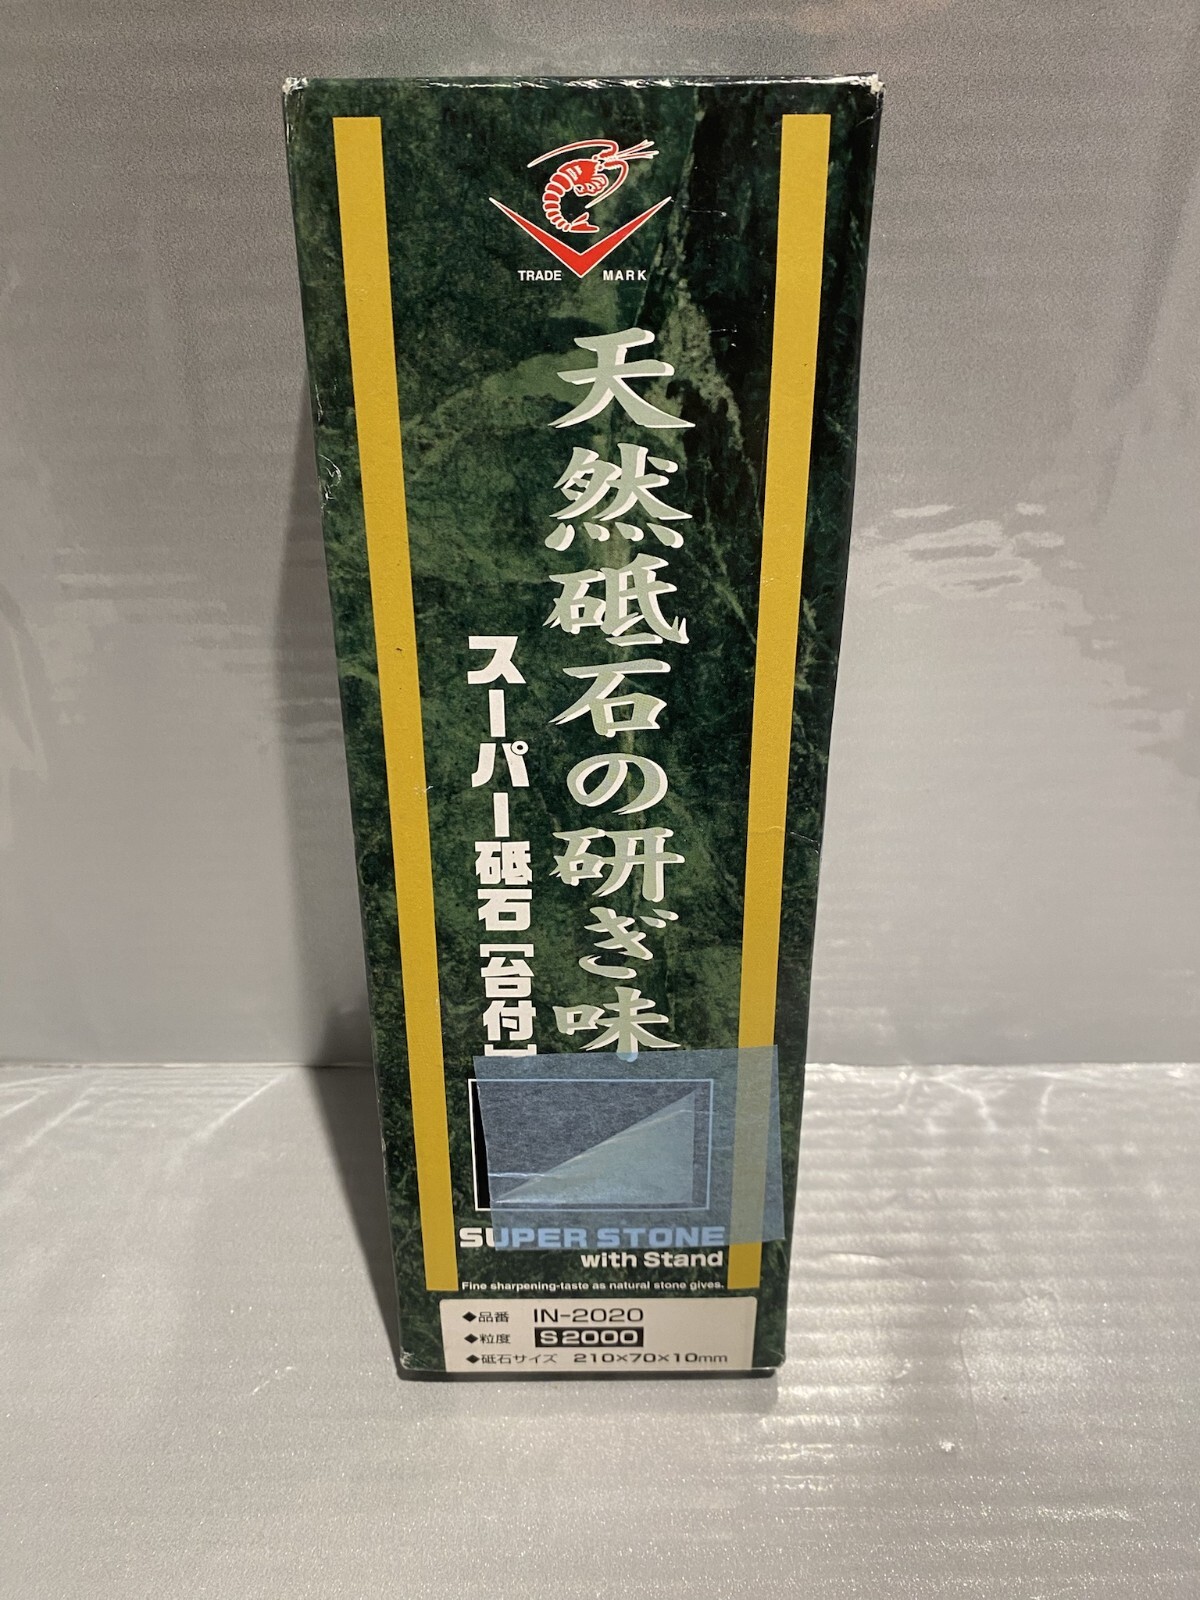 TRADE MARK
天然砥石の研ぎ味
スーパー砥石［台付］
SUPER STONE
with Stand
Fine sharpening-taste as natural stone gives.
◆品番 IN-2020
◆粒度 S2000
◆砥石サイズ 210×70×10mm